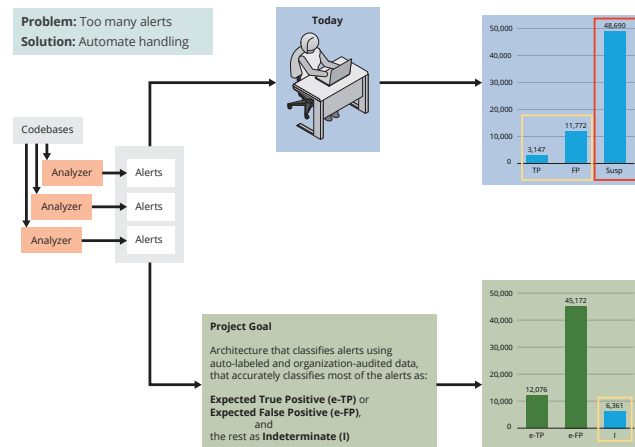 Problem: Too many alerts
Solution: Automate handling
Today
50,000
40,000
30,000
20,000
10,000
0
48,690
11,772
3,147
TP
FP
Susp
Codebases
Analyzer
Alerts
Analyzer
Alerts
Analyzer
Alerts
Project Goal
Architecture that classifies alerts using
auto-labeled and organization-audited data,
that accurately classifies most of the alerts as:
Expected True Positive (e-TP) or
Expected False Positive (e-FP),
and
the rest as Indeterminate (I)
50,000
40,000
30,000
20,000
10,000
0
45,172
12,076
6,361
e-TP
e-FP
I